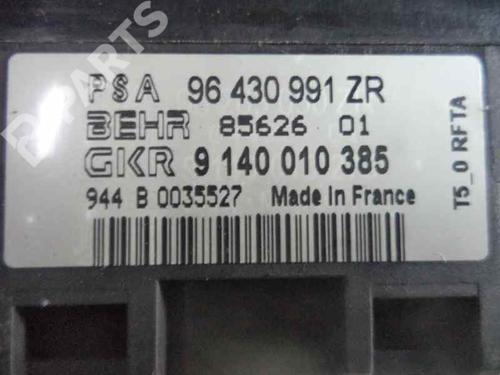 PSA 96 430 991 ZR
BEHR 85626 01
GKR 9 140 010 385
944 B 0035527 Made in France
T5_0 RFTA
B-PARTS